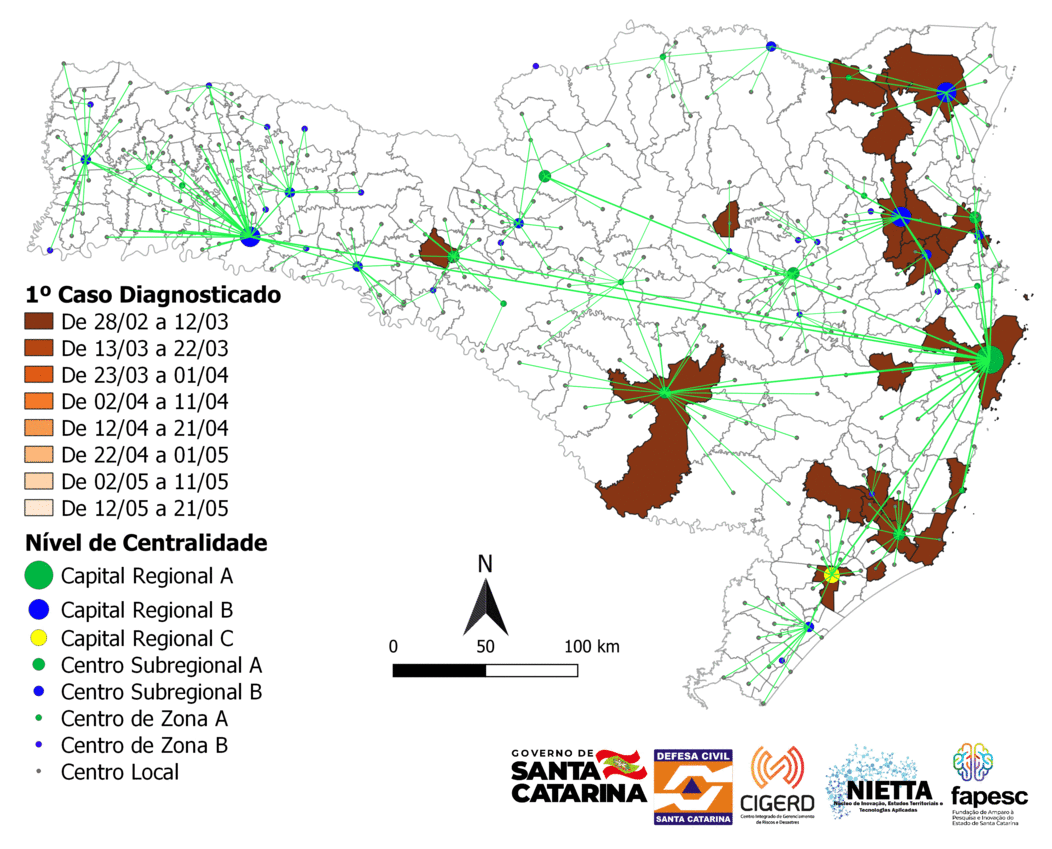 1º Caso Diagnosticado
De 28/02 a 12/03
De 13/03 a 22/03
De 23/03 a 01/04
De 02/04 a 11/04
De 12/04 a 21/04
De 22/04 a 01/05
De 02/05 a 11/05
De 12/05 a 21/05
Nível de Centralidade
Capital Regional A
Capital Regional B
Capital Regional C
Centro Subregional A
Centro Subregional B
Centro de Zona A
Centro de Zona B
Centro Local
N
0 50 100 km
GOVERNO DE
SANTA
CATARINA
DEFESA CIVIL
SANTA CATARINA
CIGERD
Centro Integrado de Gerenciamento
de Riscos e Desastres
NIETTA
Núcleo de Inovação, Estudos Territoriais e
Tecnologias Aplicadas
fapesc
Fundação de Amparo à
Pesquisa e Inovação do
Estado de Santa Catarina